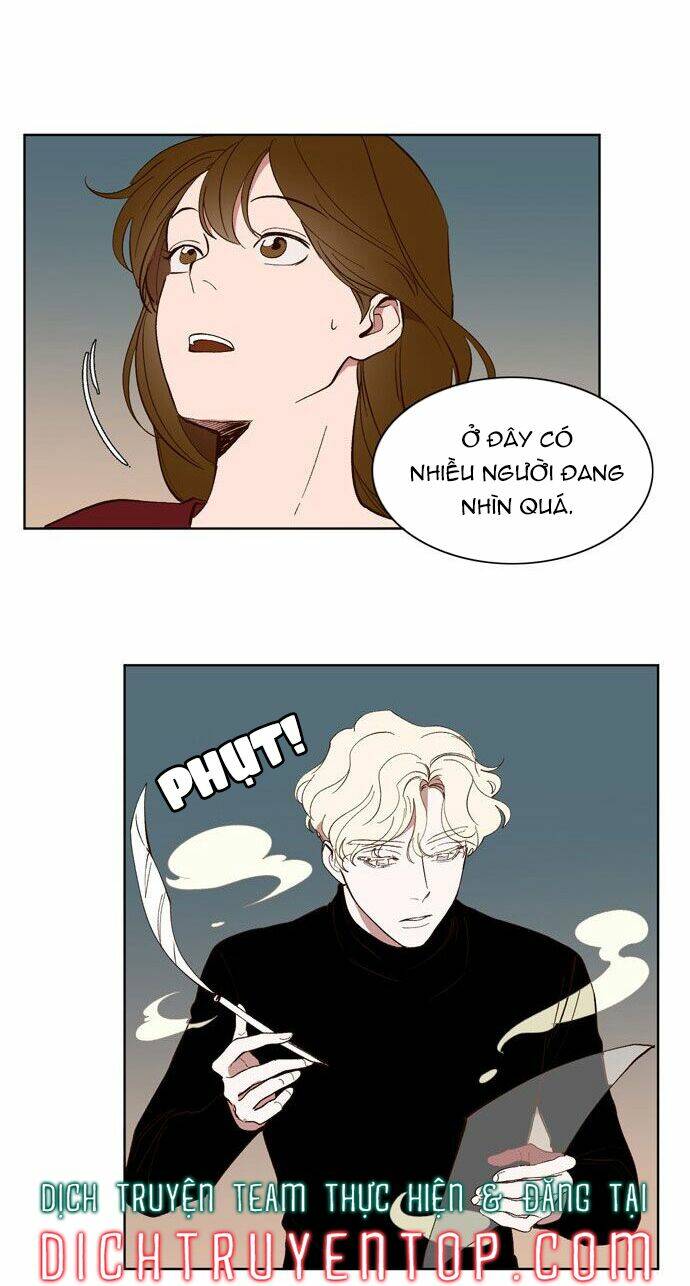 Ở ĐÂY CÓ
NHIỀU NGƯỜI ĐANG
NHÌN QUÁ.
PHỤT!
DỊCH TRUYỆN TEAM THỰC HIỆN & ĐĂNG TẠI
DICHTRUYENTOP.COM